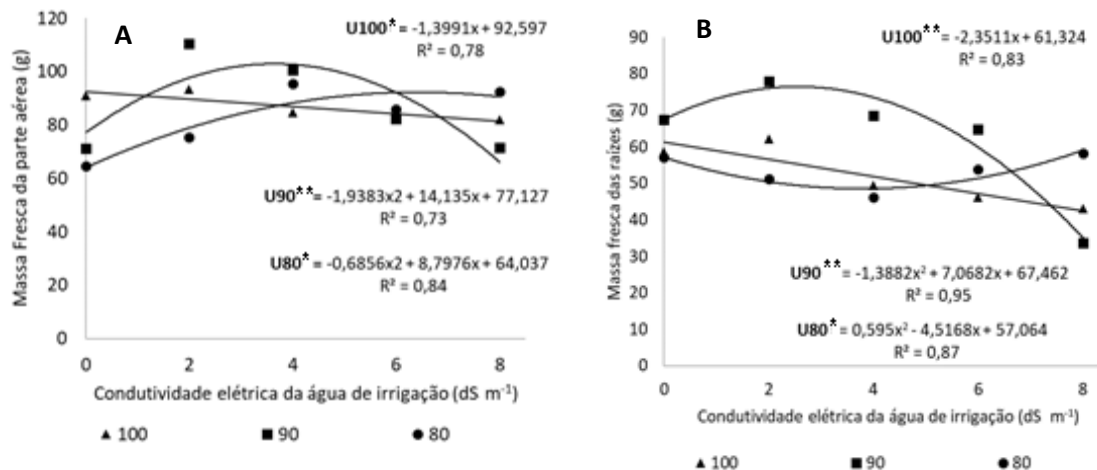 A
U100* = -1,3991x + 92,597
R² = 0,78
U90** = -1,9383x2 + 14,135x + 77,127
R² = 0,73
U80* = -0,6856x2 + 8,7976x + 64,037
R² = 0,84
Massa Fresca da parte aérea (g)
120
100
80
60
40
20
0
0 2 4 6 8
Condutividade elétrica da água de irrigação (dS m⁻¹)
100 90 80
B
U100** = -2,3511x + 61,324
R² = 0,83
U90** = -1,3882x² + 7,0682x + 67,462
R² = 0,95
U80* = 0,595x² - 4,5168x + 57,064
R² = 0,87
Massa fresca das raízes (g)
90
80
70
60
50
40
30
20
10
0
0 2 4 6 8
Condutividade elétrica da água de irrigação (dS m⁻¹)
100 90 80